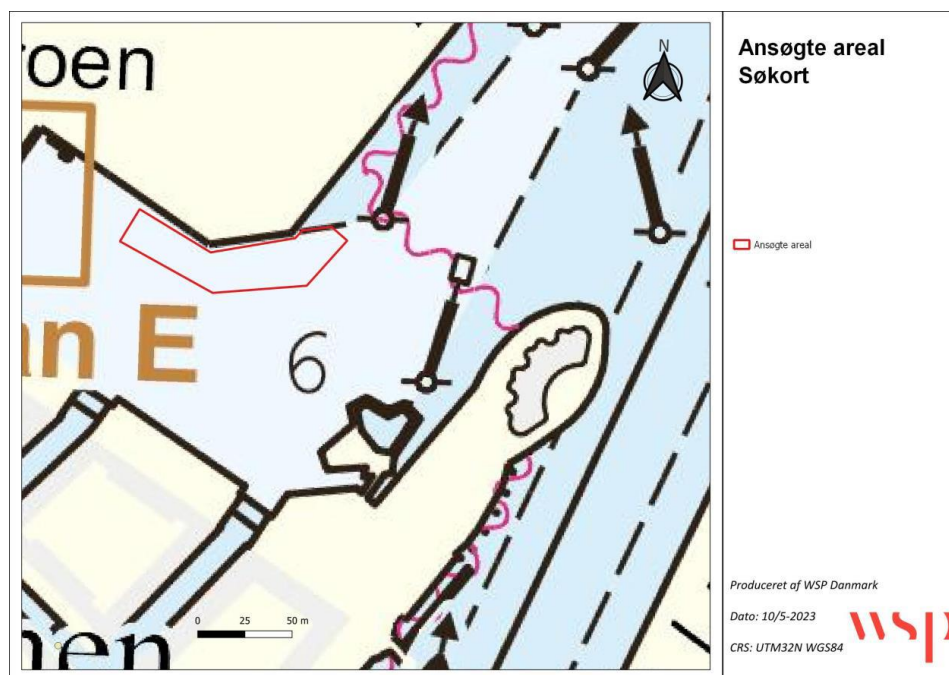 Ansøgte areal
Søkort
N
roen
Ansøgte areal
an E
6
0 25 50 m
nen
Produceret af WSP Danmark
Dato: 10/5-2023
CRS: UTM32N WGS84
wsp